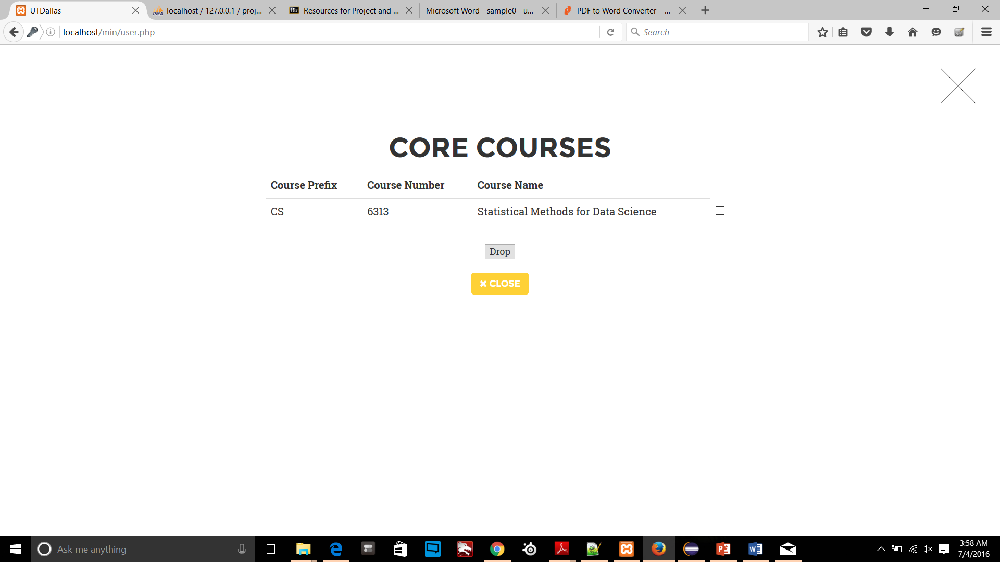 UTDallas
localhost / 127.0.0.1 / proj...
Bb Resources for Project and ...
Microsoft Word - sample0 - u...
PDF to Word Converter – ...
localhost/min/user.php
Search
CORE COURSES
Course Prefix Course Number Course Name
CS 6313 Statistical Methods for Data Science
Drop
CLOSE
Ask me anything
3:58 AM
7/4/2016